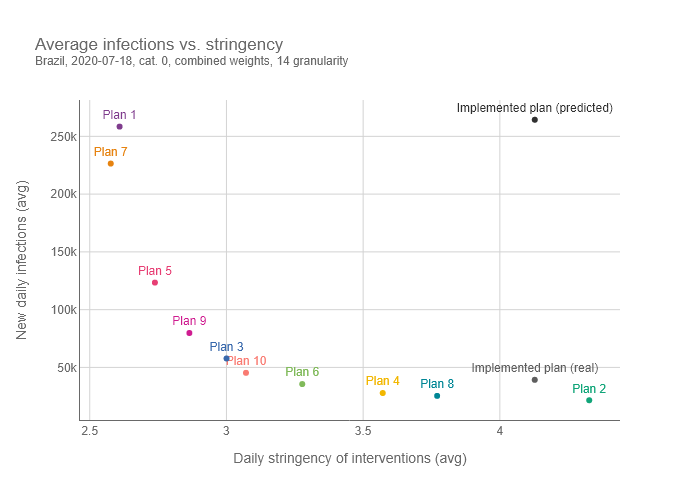 Average infections vs. stringency
Brazil, 2020-07-18, cat. 0, combined weights, 14 granularity
Implemented plan (predicted)
Plan 1
250k
Plan 7
200k
New daily infections (avg)
Plan 5
150k
Plan 9
100k
Plan 3
Plan 10
Implemented plan (real)
50k
Plan 6
Plan 4
Plan 8
Plan 2
2.5
3
3.5
4
Daily stringency of interventions (avg)